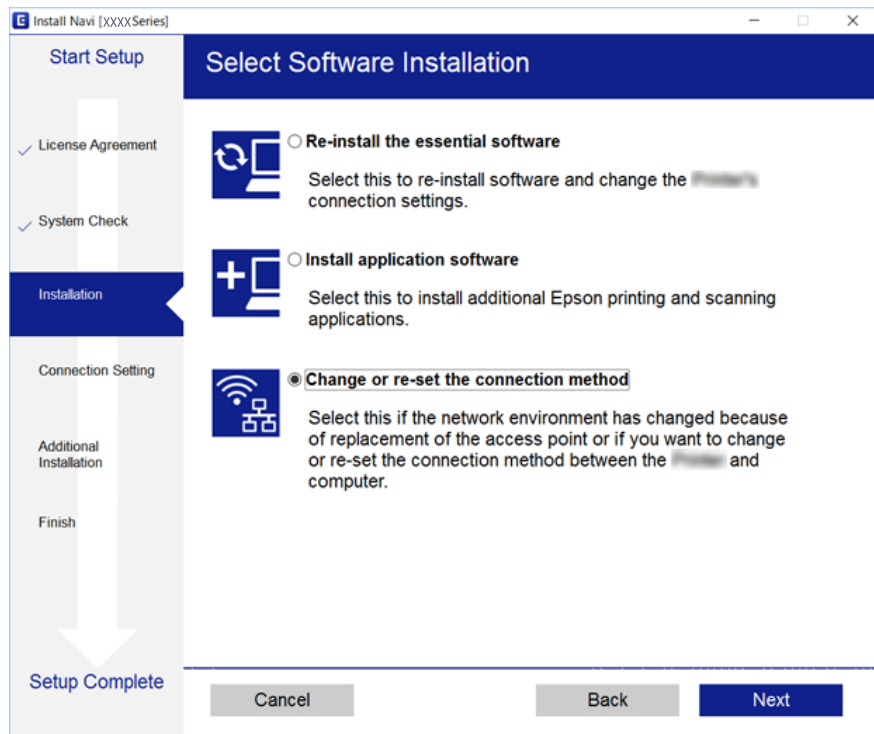 E Install Navi [XXXXSeries]
Start Setup
License Agreement
System Check
Installation
Connection Setting
Additional
Installation
Finish
Setup Complete
Select Software Installation
Re-install the essential software
Select this to re-install software and change the
connection settings.
Install application software
Select this to install additional Epson printing and scanning
applications.
Change or re-set the connection method
Select this if the network environment has changed because
of replacement of the access point or if you want to change
or re-set the connection method between the and
computer.
Cancel
Back
Next